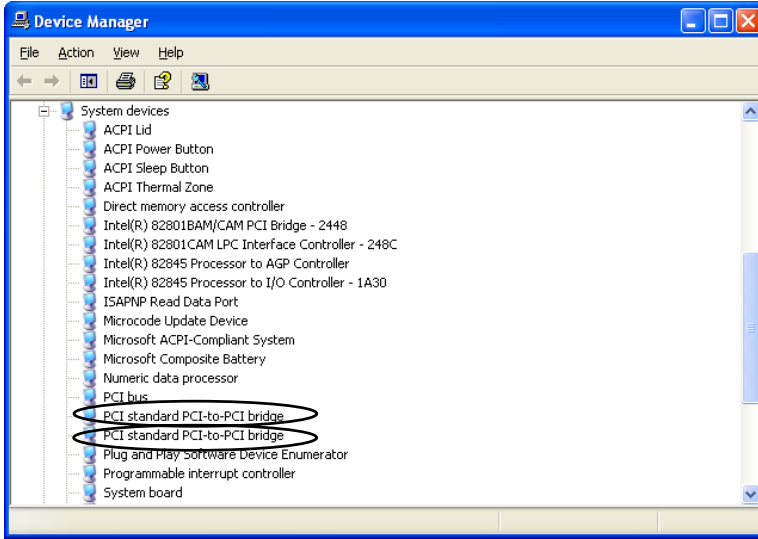 Device Manager
File Action View Help
System devices
ACPI Lid
ACPI Power Button
ACPI Sleep Button
ACPI Thermal Zone
Direct memory access controller
Intel(R) 82801BAM/CAM PCI Bridge - 2448
Intel(R) 82801CAM LPC Interface Controller - 248C
Intel(R) 82845 Processor to AGP Controller
Intel(R) 82845 Processor to I/O Controller - 1A30
ISAPNP Read Data Port
Microcode Update Device
Microsoft ACPI-Compliant System
Microsoft Composite Battery
Numeric data processor
PCI bus
PCI standard PCI-to-PCI bridge
PCI standard PCI-to-PCI bridge
Plug and Play Software Device Enumerator
Programmable interrupt controller
System board